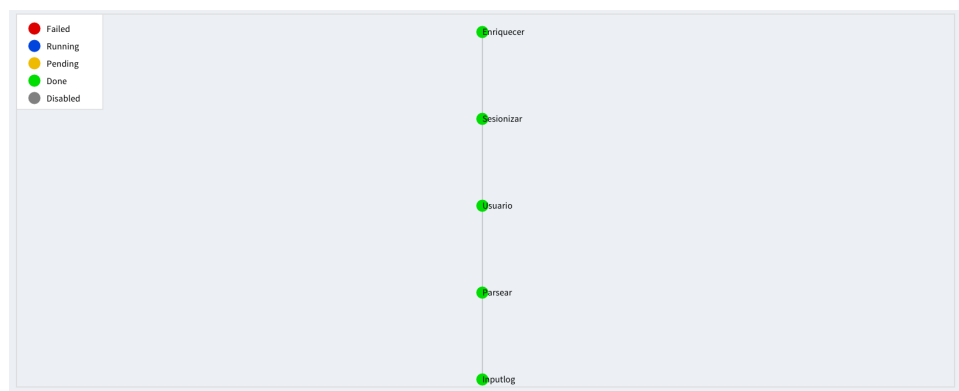 Failed
Running
Pending
Done
Disabled
Enriquecer
Sesionizar
Usuario
Parsear
Inputlog